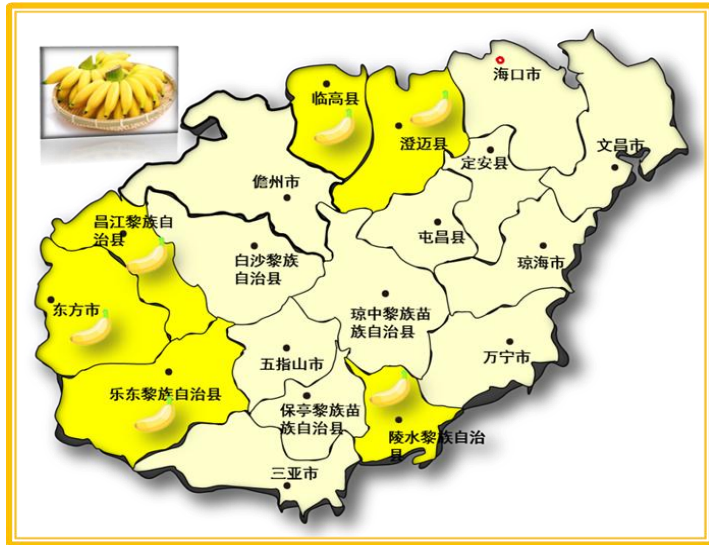 海口市
临高县
澄迈县
定安县
文昌市
儋州市
昌江黎族自
治县
屯昌县
白沙黎族
自治县
琼海市
东方市
琼中黎族苗
族自治县
万宁市
五指山市
乐东黎族自治县
保亭黎族苗
族自治县
陵水黎族自治
县
三亚市